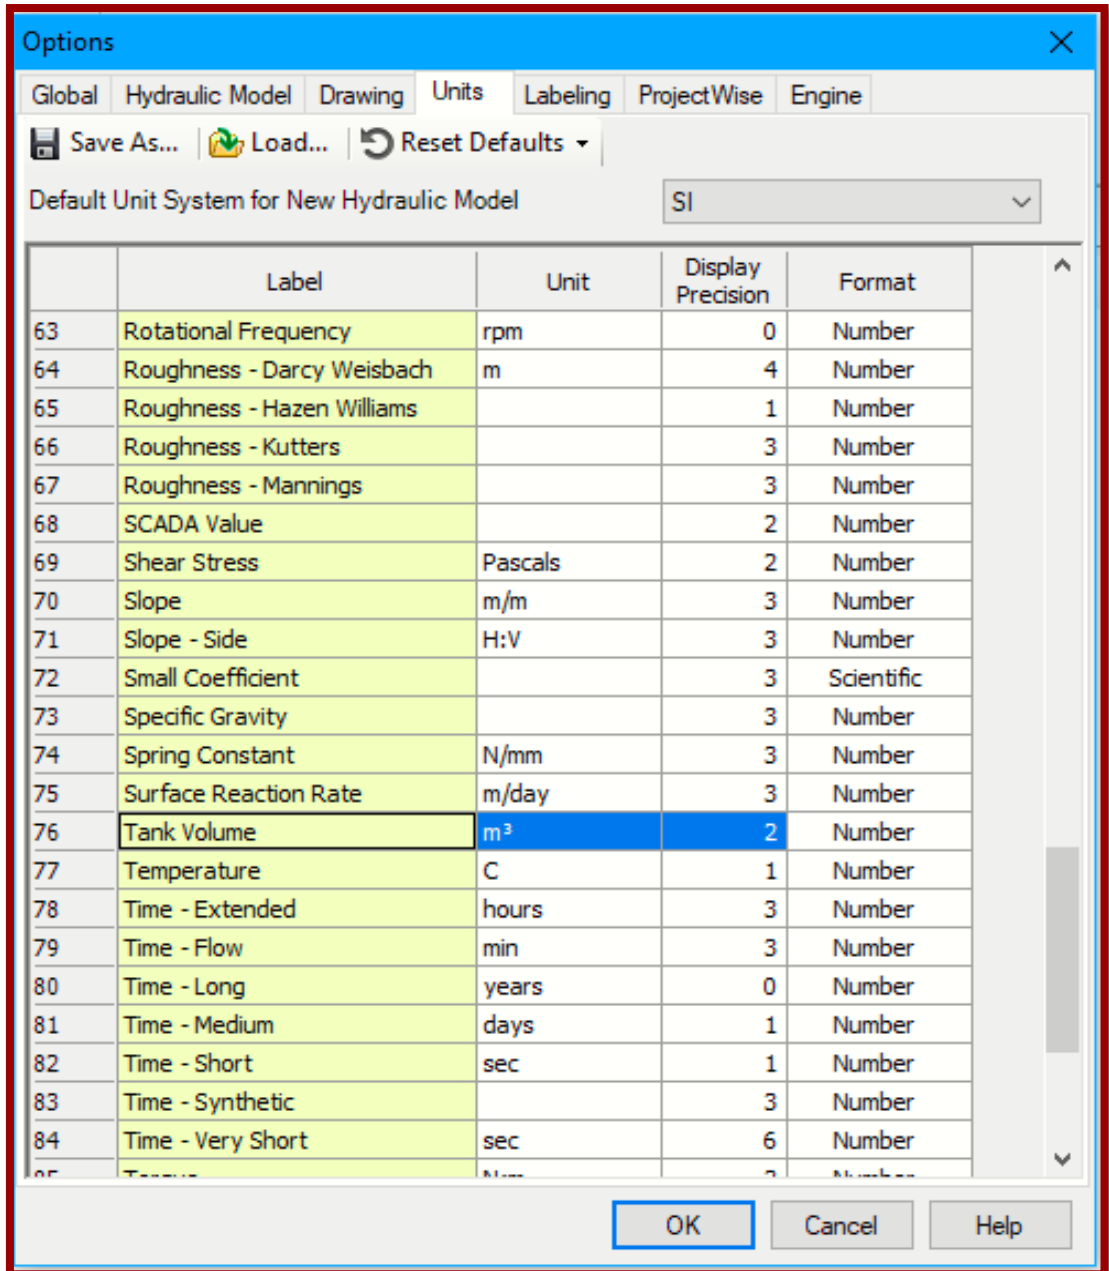 Options
Global Hydraulic Model Drawing Units Labeling ProjectWise Engine
Save As... Load... Reset Defaults
Default Unit System for New Hydraulic Model SI
Label Unit Display Precision Format
63 Rotational Frequency rpm 0 Number
64 Roughness - Darcy Weisbach m 4 Number
65 Roughness - Hazen Williams 1 Number
66 Roughness - Kutters 3 Number
67 Roughness - Mannings 3 Number
68 SCADA Value 2 Number
69 Shear Stress Pascals 2 Number
70 Slope m/m 3 Number
71 Slope - Side H:V 3 Number
72 Small Coefficient 3 Scientific
73 Specific Gravity 3 Number
74 Spring Constant N/mm 3 Number
75 Surface Reaction Rate m/day 3 Number
76 Tank Volume m³ 2 Number
77 Temperature C 1 Number
78 Time - Extended hours 3 Number
79 Time - Flow min 3 Number
80 Time - Long years 0 Number
81 Time - Medium days 1 Number
82 Time - Short sec 1 Number
83 Time - Synthetic 3 Number
84 Time - Very Short sec 6 Number
OK Cancel Help